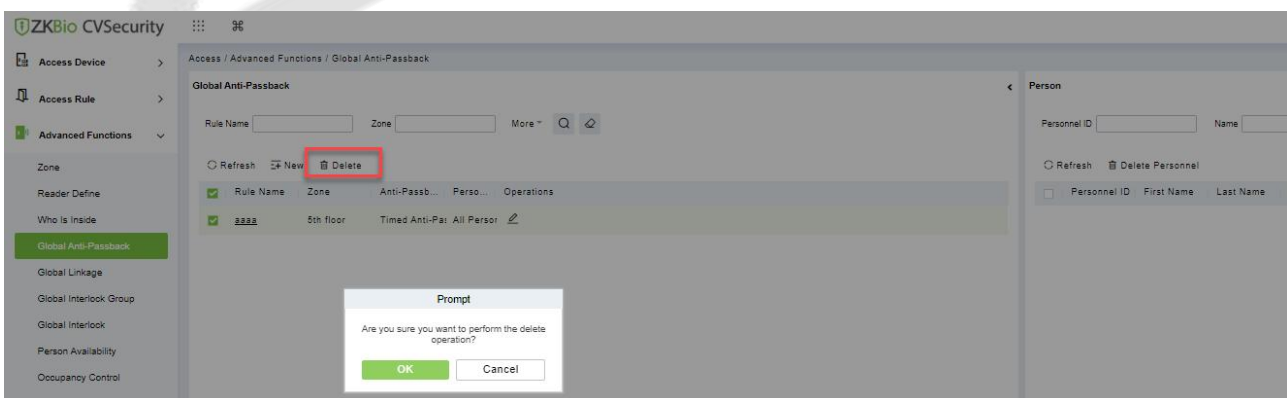 ZKBio CVSecurity
Access Device
Access Rule
Advanced Functions
Zone
Reader Define
Who Is Inside
Global Anti-Passback
Global Linkage
Global Interlock Group
Global Interlock
Person Availability
Occupancy Control
Access / Advanced Functions / Global Anti-Passback
Global Anti-Passback
Rule Name Zone More
Refresh New Delete
Rule Name Zone Anti-Passb... Perso... Operations
aaaa 5th floor Timed Anti-Pas All Person
Prompt
Are you sure you want to perform the delete
operation?
OK Cancel
Person
Personnel ID Name
Refresh Delete Personnel
Personnel ID First Name Last Name